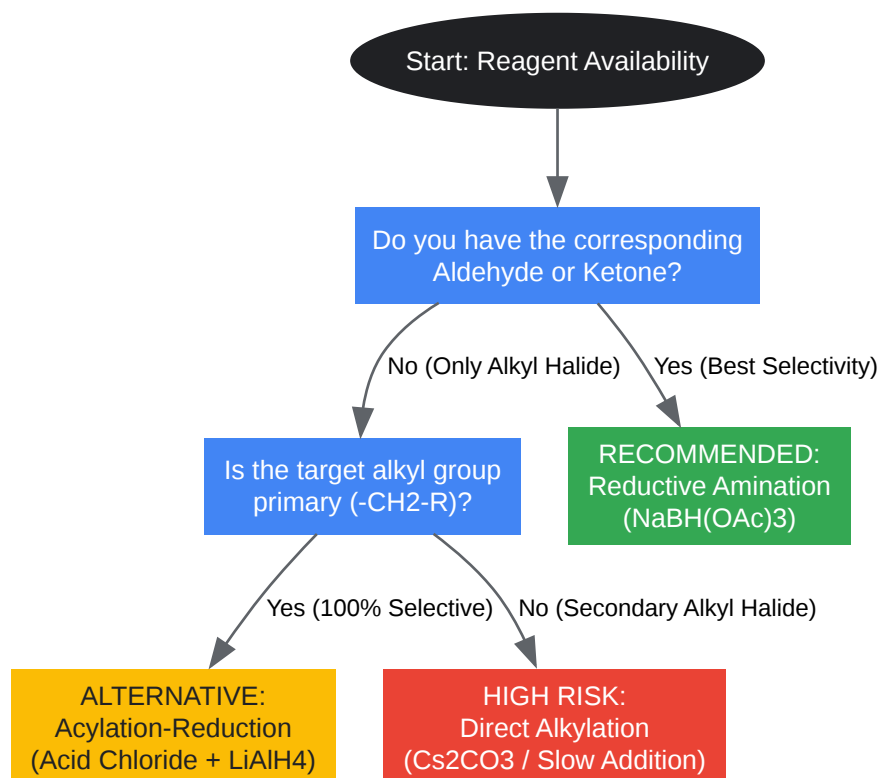 Start: Reagent Availability
Do you have the corresponding
Aldehyde or Ketone?
No (Only Alkyl Halide)
Yes (Best Selectivity)
Is the target alkyl group
primary (-CH2-R)?
RECOMMENDED:
Reductive Amination
(NaBH(OAc)3)
Yes (100% Selective)
No (Secondary Alkyl Halide)
ALTERNATIVE:
Acylation-Reduction
(Acid Chloride + LiAlH4)
HIGH RISK:
Direct Alkylation
(Cs2CO3 / Slow Addition)